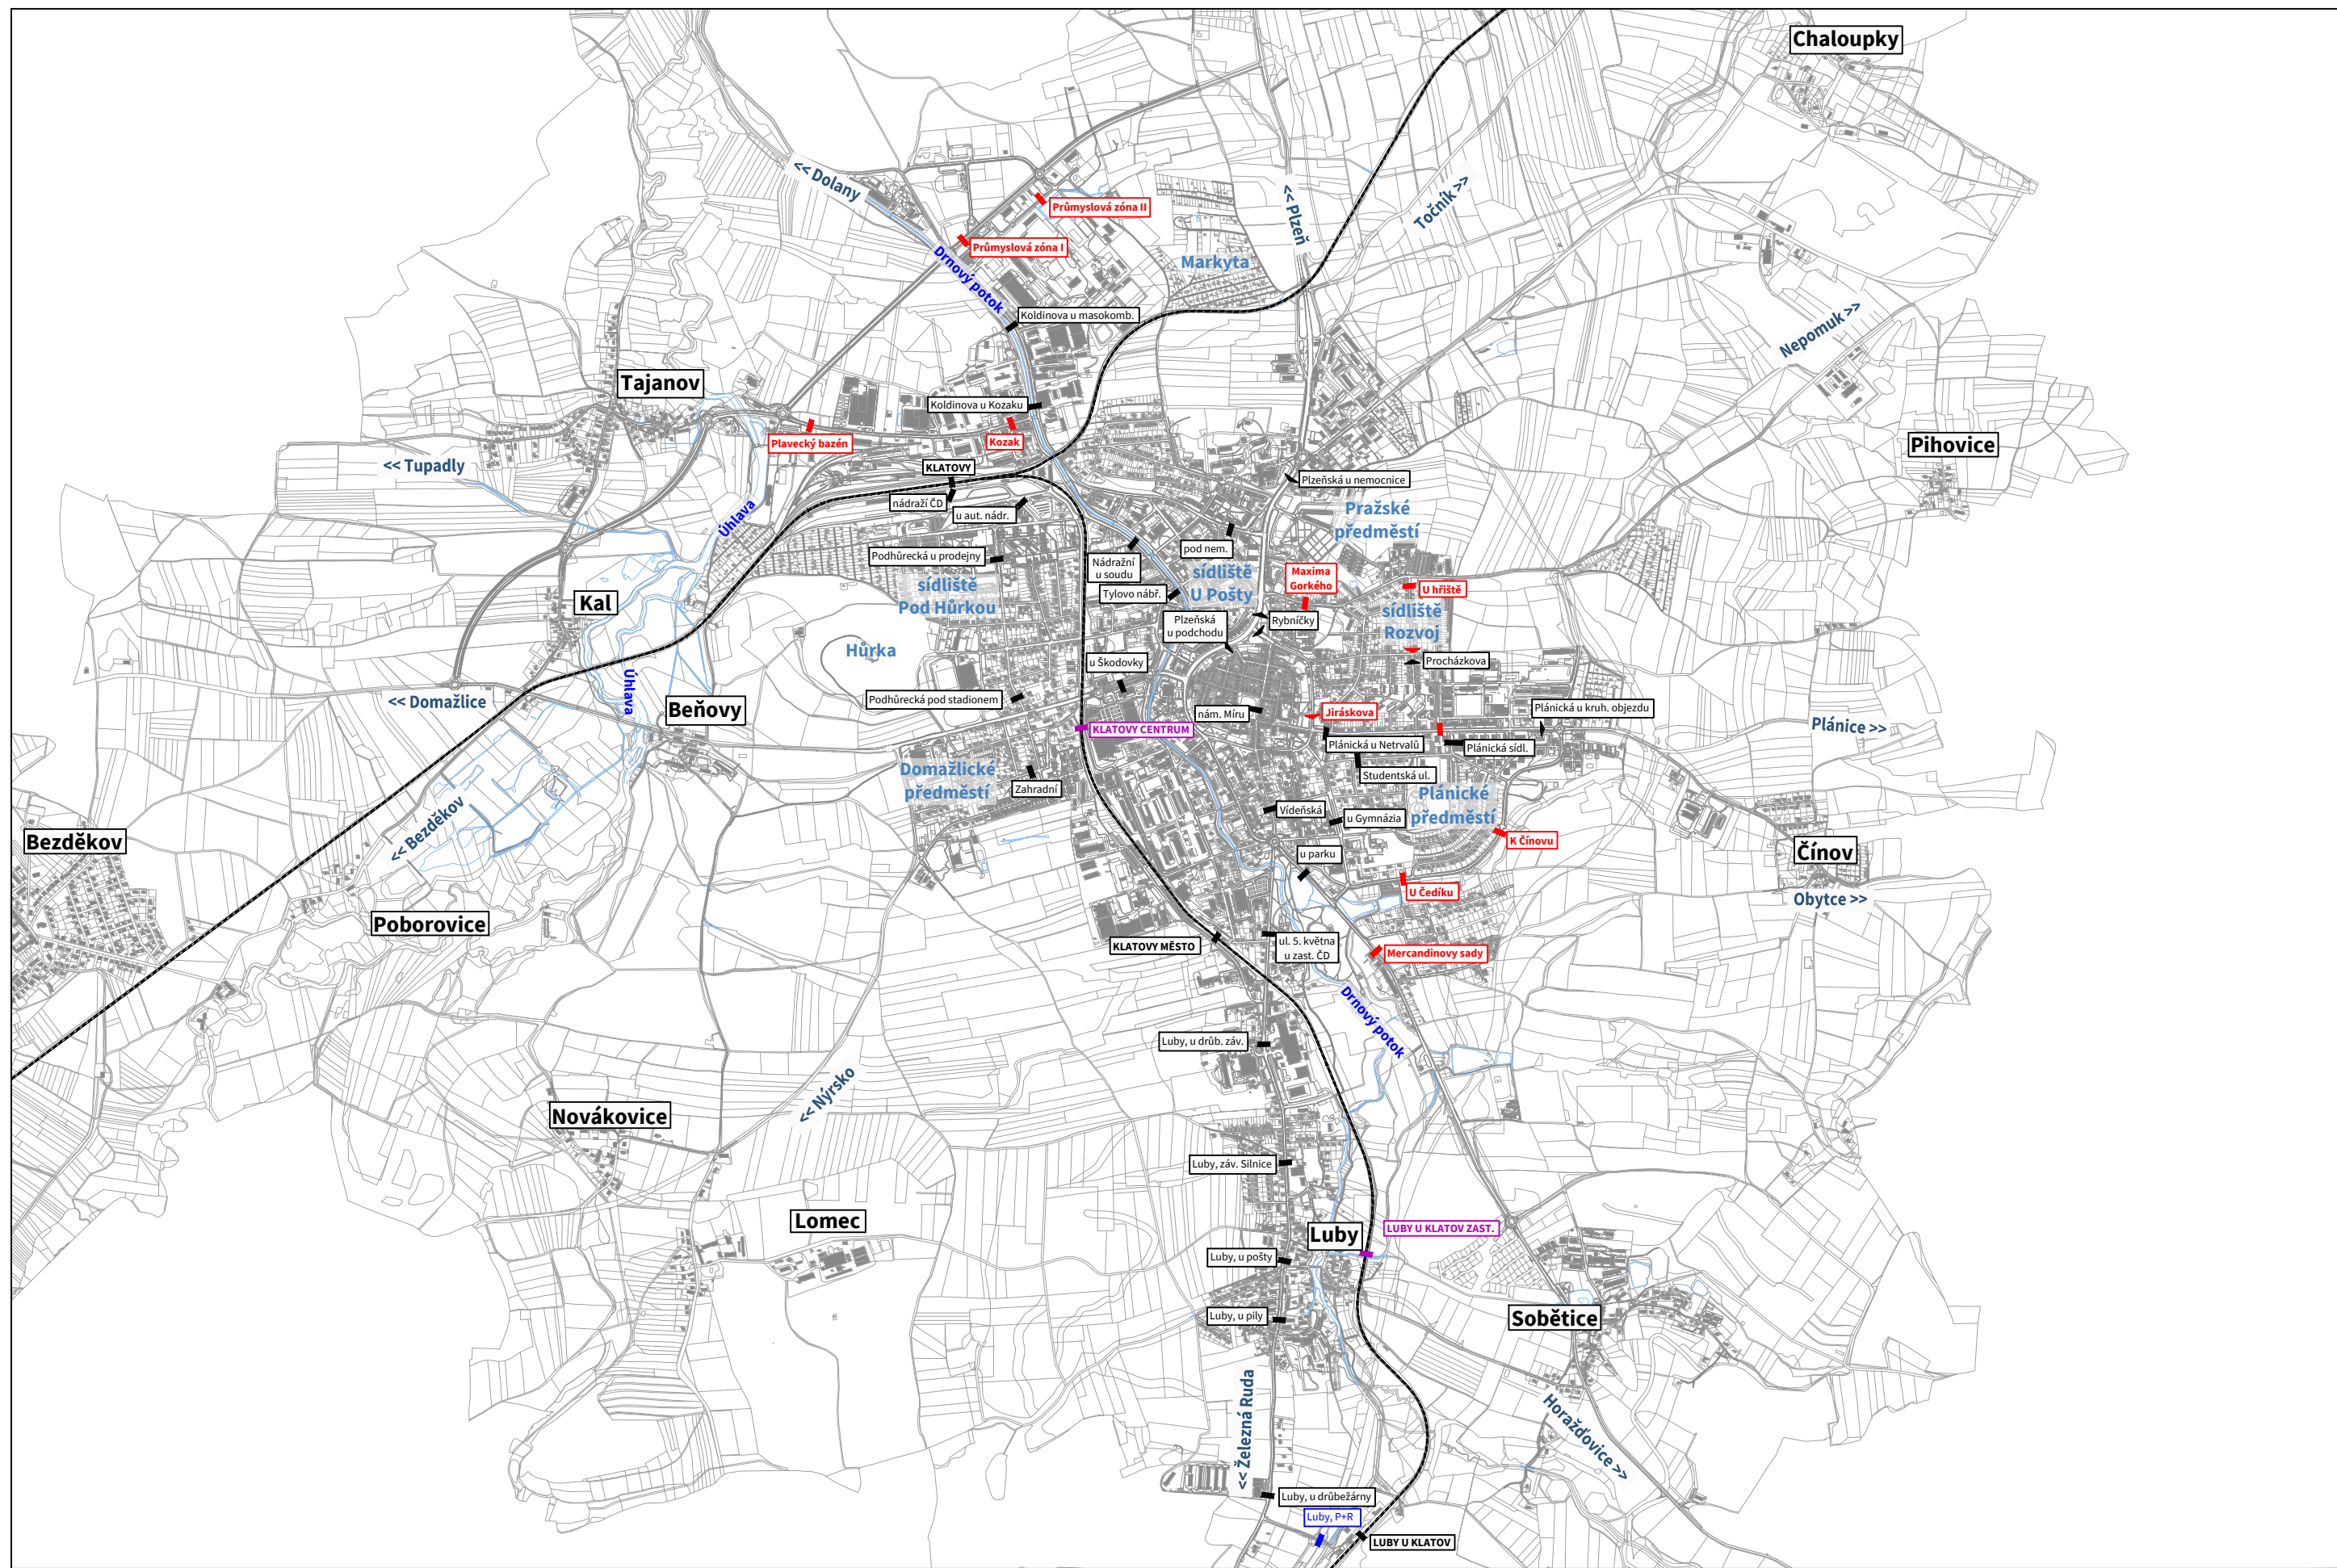 Chaloupky
<< Dolany
Točník >>
<< Plzeň
Průmyslová zóna II
Průmyslová zóna I
Drnový potok
Markyta
Koldinova u masokomb.
Nepomuk >>
Tajanov
Koldinova u Kozaku
Plavecký bazén
Kozak
Pihovice
<< Tupadly
KLATOVY
nádraží ČD
u aut. nádr.
Plzeňská u nemocnice
Úhlava
Pražské
předměstí
pod nem.
Podhůrecká u prodejny
Nádražní
u soudu
sídliště
U Pošty
Maxima
Gorkého
U hřiště
sídliště
Pod Hůrkou
Tylovo nábř.
Kal
sídliště
Rozvoj
Plzeňská
u podchodu
Rybníčky
Hůrka
u Škodovky
Procházkova
Úhlava
<< Domažlice
Beňovy
Podhůrecká pod stadionem
nám. Míru
Jiráskova
Plánická u kruh. objezdu
Plánice >>
KLATOVY CENTRUM
Plánická u Netrvalů
Plánická sídl.
Domažlické
předměstí
Zahradní
Studentská ul.
Plánické
předměstí
Vídeňská
u Gymnázia
<< Bezděkov
Bezděkov
K Čínovu
Čínov
u parku
U Čedíku
Obytce >>
Poborovice
KLATOVY MĚSTO
ul. 5. května
u zast. ČD
Mercandinovy sady
Drnový potok
Luby, u drůb. záv.
<< Nýrsko
Novákovice
Luby, záv. Silnice
Lomec
Luby
LUBY U KLATOV ZAST.
Luby, u pošty
Luby, u pily
Sobětice
<< Železná Ruda
Horažďovice >>
Luby, u drůbežárny
Luby, P+R
LUBY U KLATOV